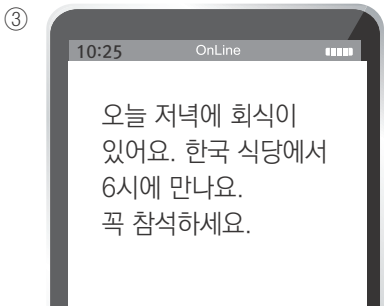 ③
10:25 OnLine
오늘 저녁에 회식이
있어요. 한국 식당에서
6시에 만나요.
꼭 참석하세요.